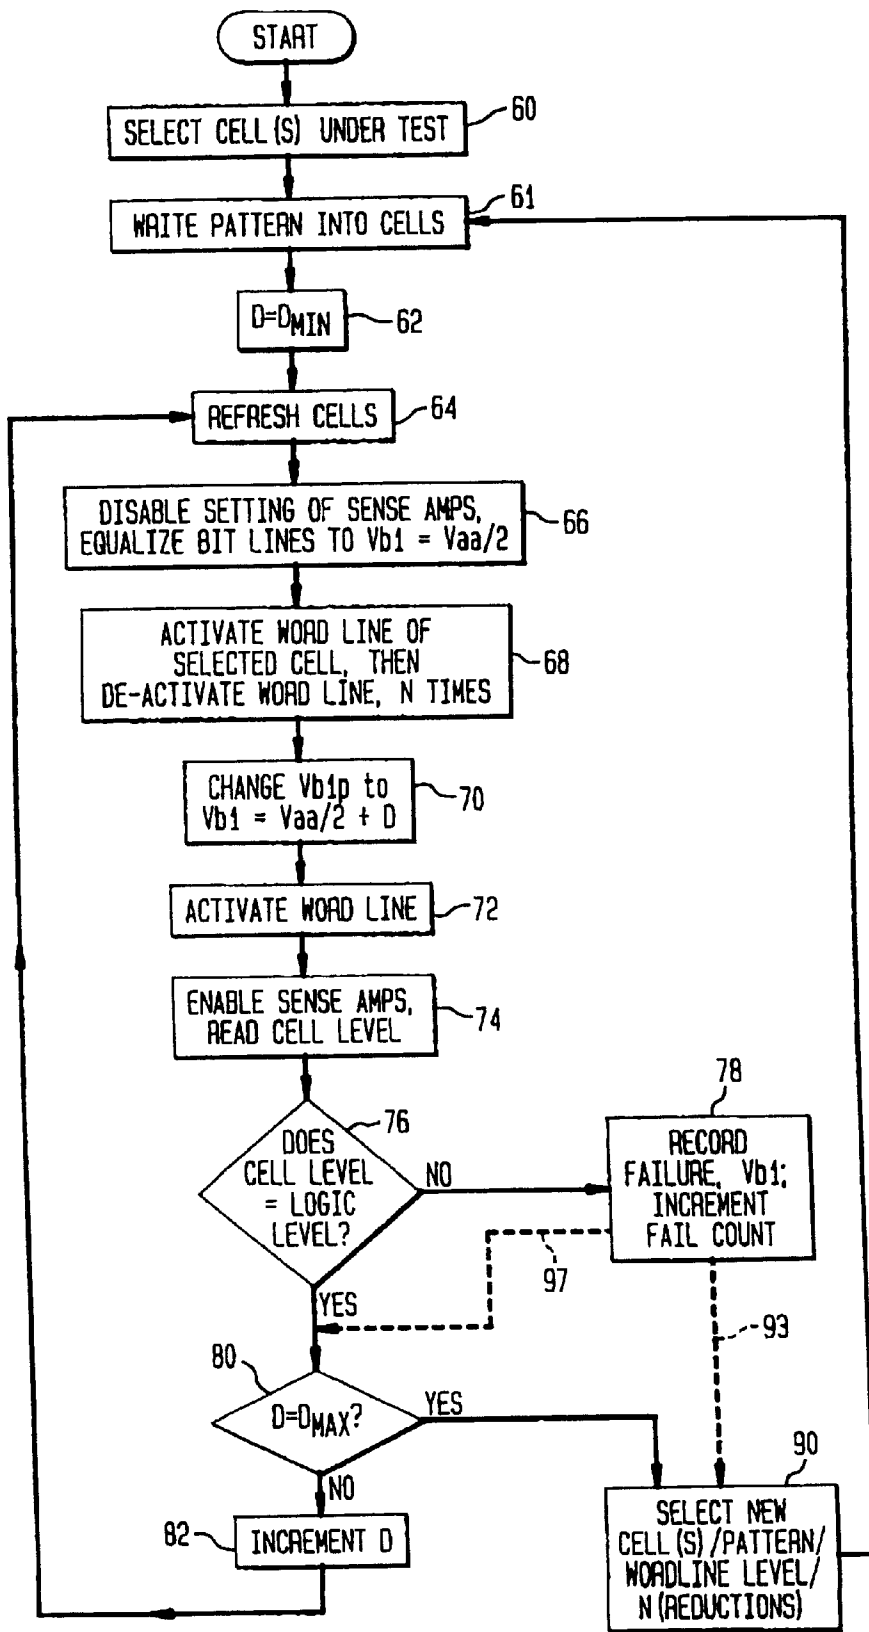 START
SELECT CELL(S) UNDER TEST
60
WRITE PATTERN INTO CELLS
61
D=DMIN
62
REFRESH CELLS
64
DISABLE SETTING OF SENSE AMPS,
EQUALIZE BIT LINES TO Vb1 = Vaa/2
66
ACTIVATE WORD LINE OF
SELECTED CELL, THEN
DE-ACTIVATE WORD LINE, N TIMES
68
CHANGE Vb1p to
Vb1 = Vaa/2 + D
70
ACTIVATE WORD LINE
72
ENABLE SENSE AMPS,
READ CELL LEVEL
74
DOES
CELL LEVEL
= LOGIC
LEVEL?
76
NO
YES
78
RECORD
FAILURE, Vb1;
INCREMENT
FAIL COUNT
97
93
80
D=DMAX?
YES
NO
82
INCREMENT D
90
SELECT NEW
CELL(S)/PATTERN/
WORDLINE LEVEL/
N(REDUCTIONS)